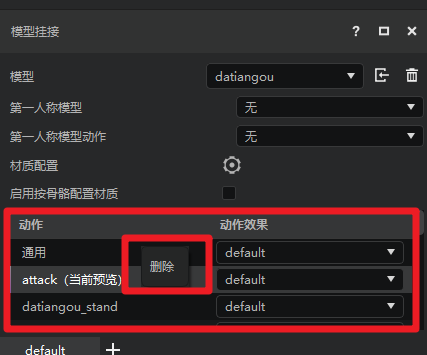 模型挂接 ?
模型 datiangou
第一人称模型 无
第一人称模型动作 无
材质配置
启用按骨骼配置材质
动作 动作效果
通用 default
attack（当前预览） 删除 default
datiangou_stand default
default +